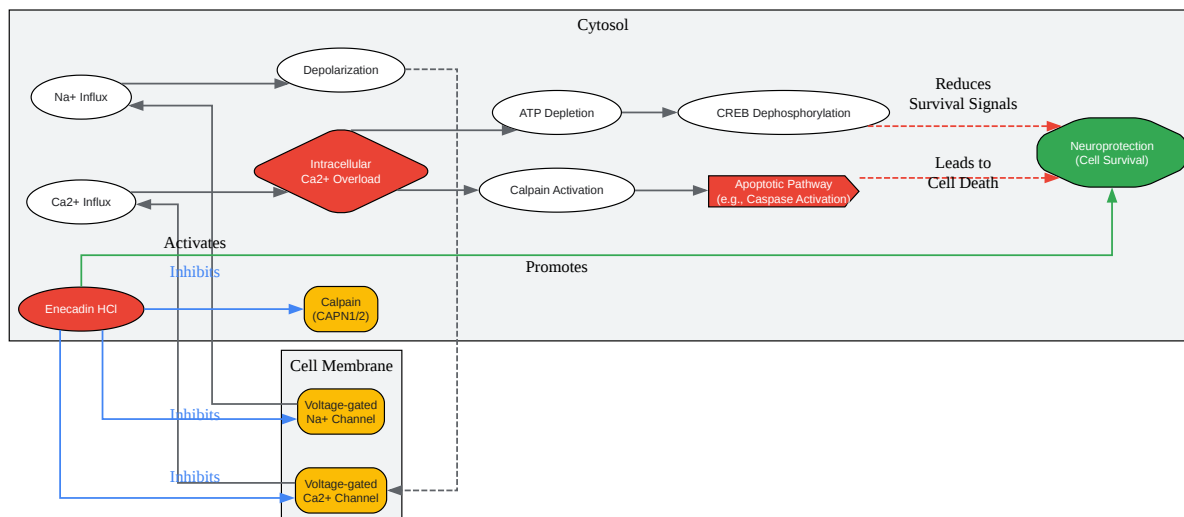 Cytosol
Depolarization
Na+ Influx
Reduces
Survival Signals
ATP Depletion
CREB Dephosphorylation
Neuroprotection
(Cell Survival)
Intracellular
Ca2+ Overload
Leads to
Cell Death
Calpain Activation
Apoptotic Pathway
(e.g., Caspase Activation)
Ca2+ Influx
Activates
Inhibits
Promotes
Enecadin HCl
Calpain
(CAPN1/2)
Cell Membrane
Inhibits
Voltage-gated
Na+ Channel
Inhibits
Voltage-gated
Ca2+ Channel